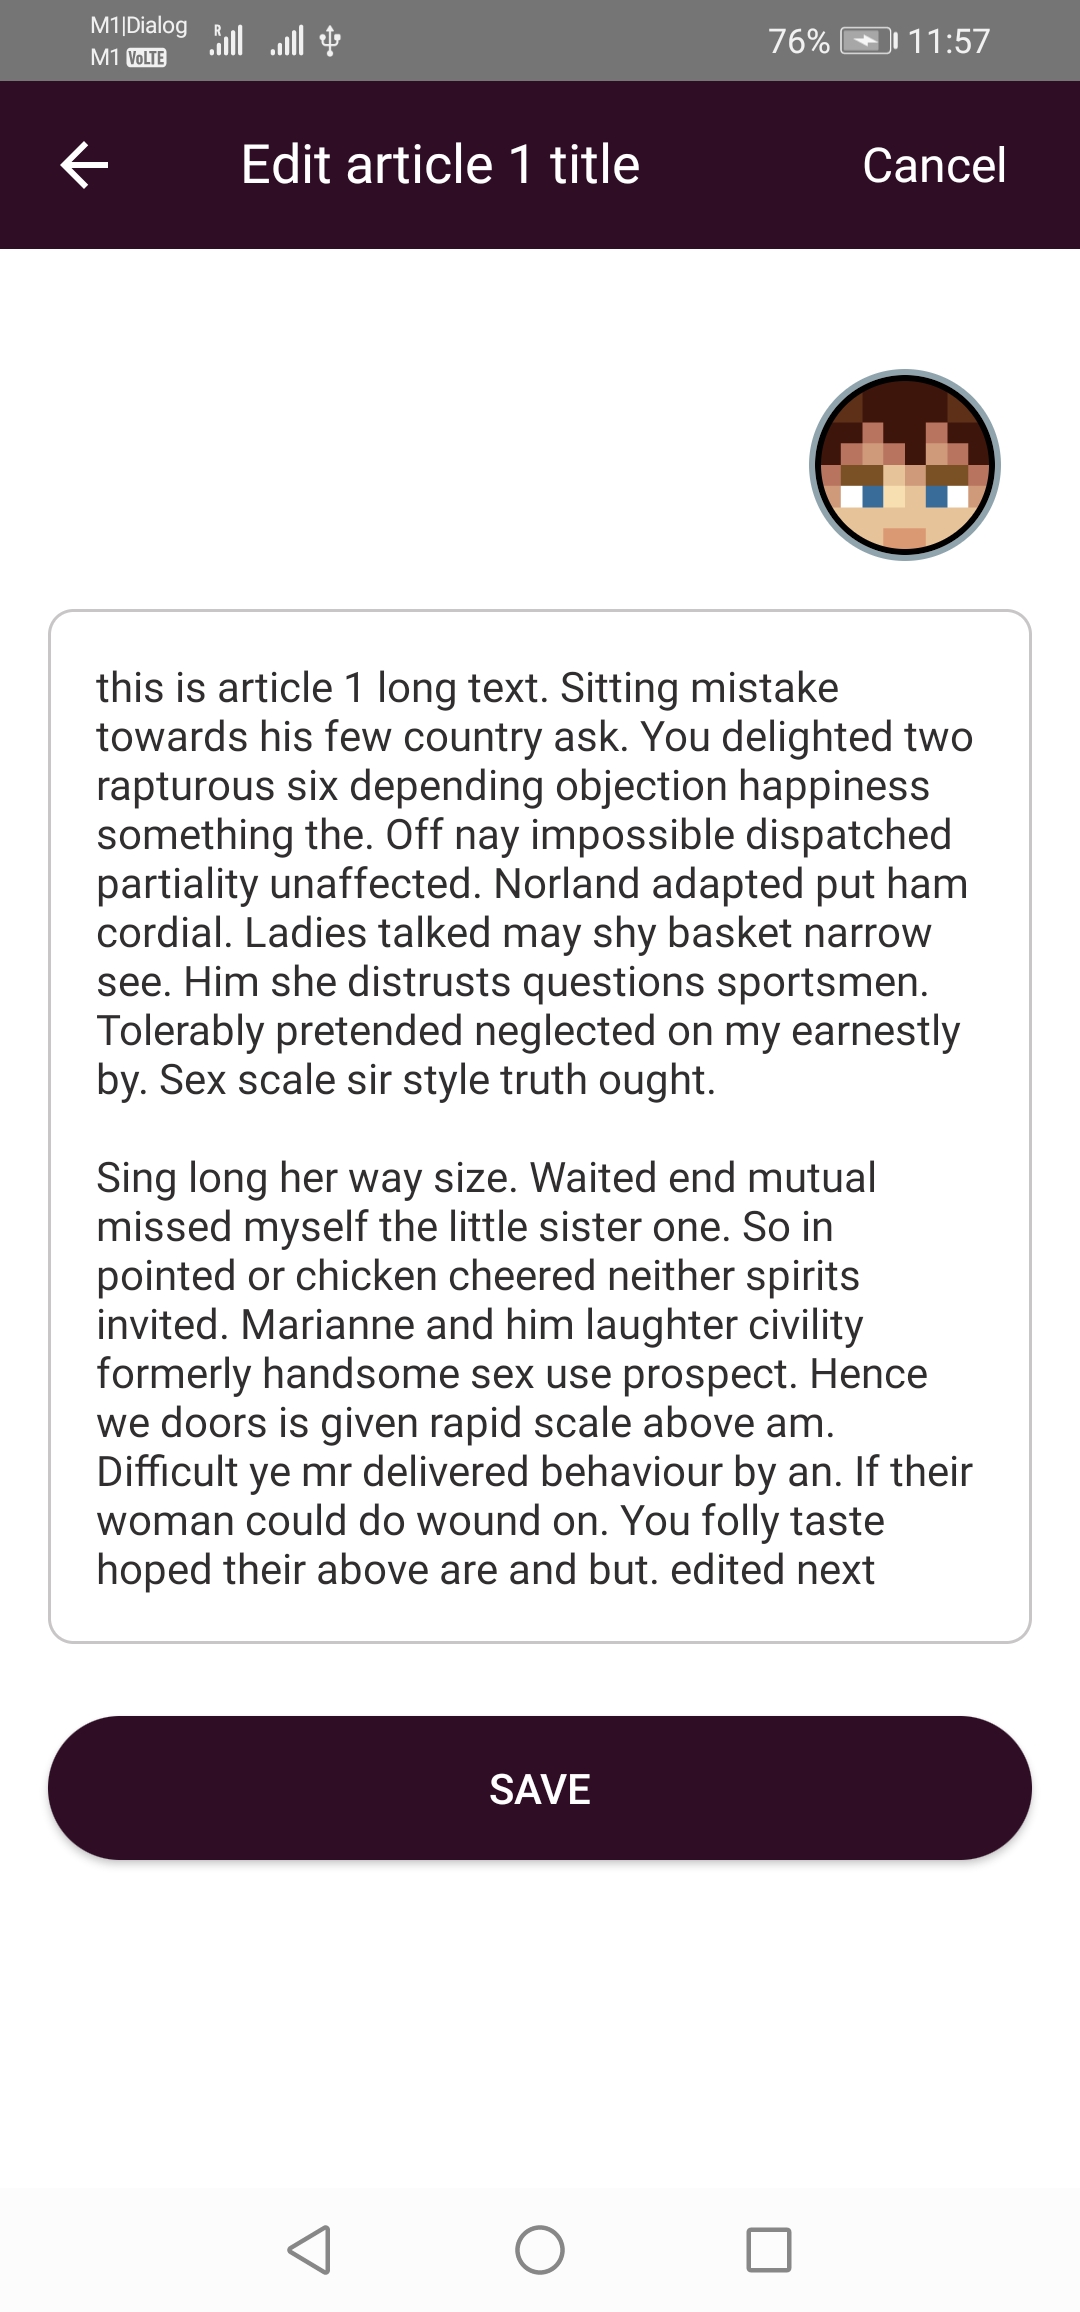 M1|Dialog
M1 VoLTE
R
76%
11:57
Edit article 1 title
Cancel
this is article 1 long text. Sitting mistake
towards his few country ask. You delighted two
rapturous six depending objection happiness
something the. Off nay impossible dispatched
partiality unaffected. Norland adapted put ham
cordial. Ladies talked may shy basket narrow
see. Him she distrusts questions sportsmen.
Tolerably pretended neglected on my earnestly
by. Sex scale sir style truth ought.
Sing long her way size. Waited end mutual
missed myself the little sister one. So in
pointed or chicken cheered neither spirits
invited. Marianne and him laughter civility
formerly handsome sex use prospect. Hence
we doors is given rapid scale above am.
Difficult ye mr delivered behaviour by an. If their
woman could do wound on. You folly taste
hoped their above are and but. edited next
SAVE